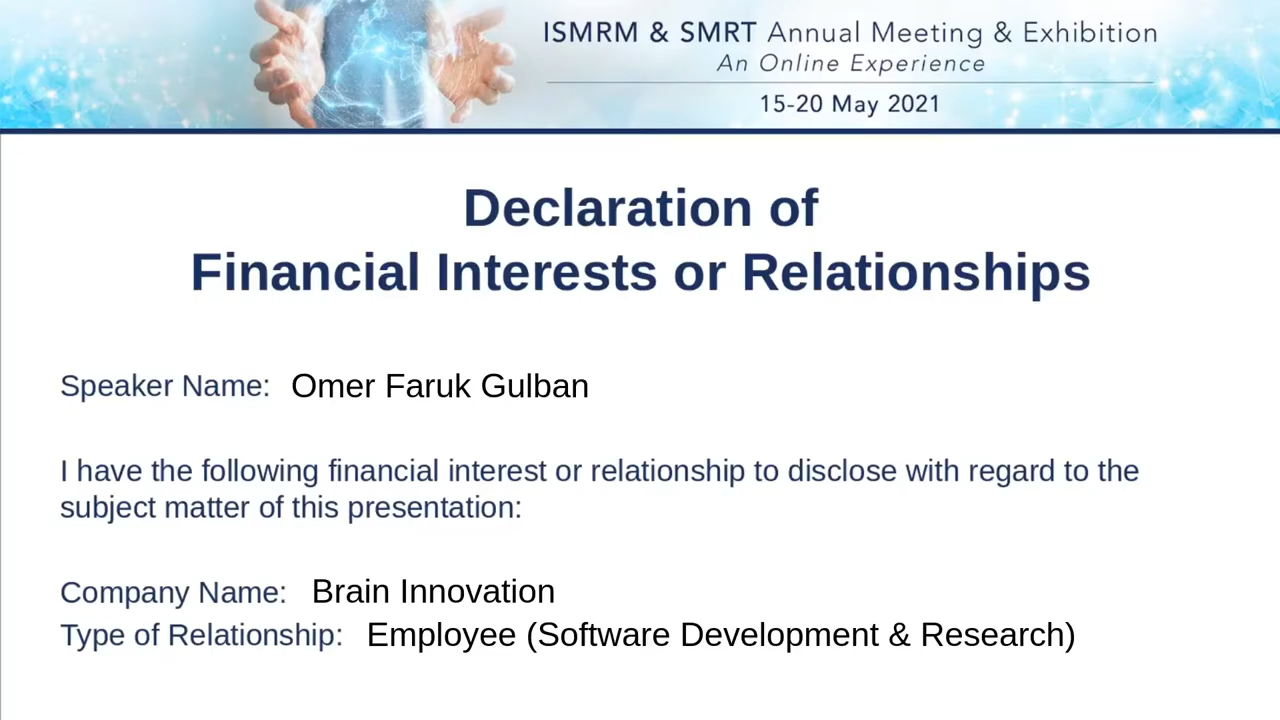 ISMRM & SMRT Annual Meeting & Exhibition
An Online Experience
15-20 May 2021
Declaration of
Financial Interests or Relationships
Speaker Name: Omer Faruk Gulban
I have the following financial interest or relationship to disclose with regard to the
subject matter of this presentation:
Company Name: Brain Innovation
Type of Relationship: Employee (Software Development & Research)